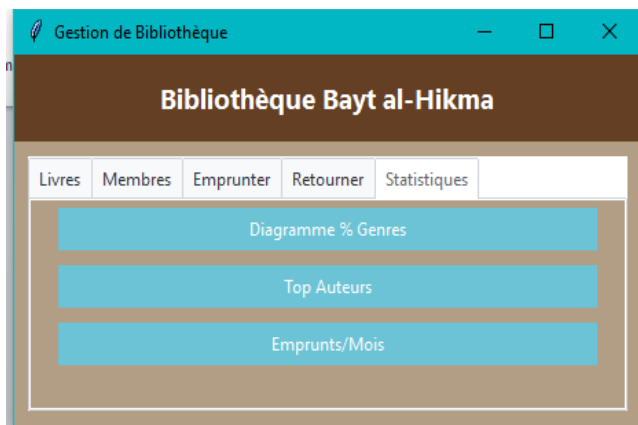 Gestion de Bibliothèque
m
Bibliothèque Bayt al-Hikma
Livres Membres Emprunter Retourner Statistiques
Diagramme % Genres
Top Auteurs
Emprunts/Mois